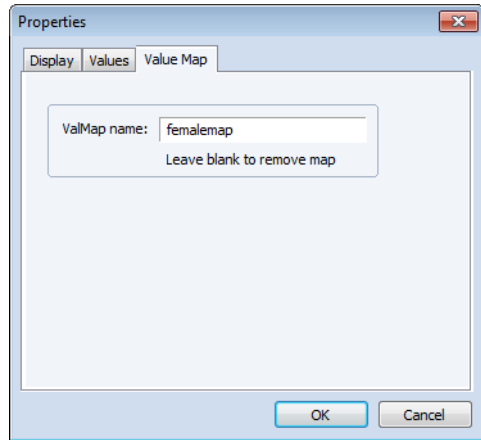 Properties
Display Values Value Map
ValMap name: femalemap
Leave blank to remove map
OK Cancel